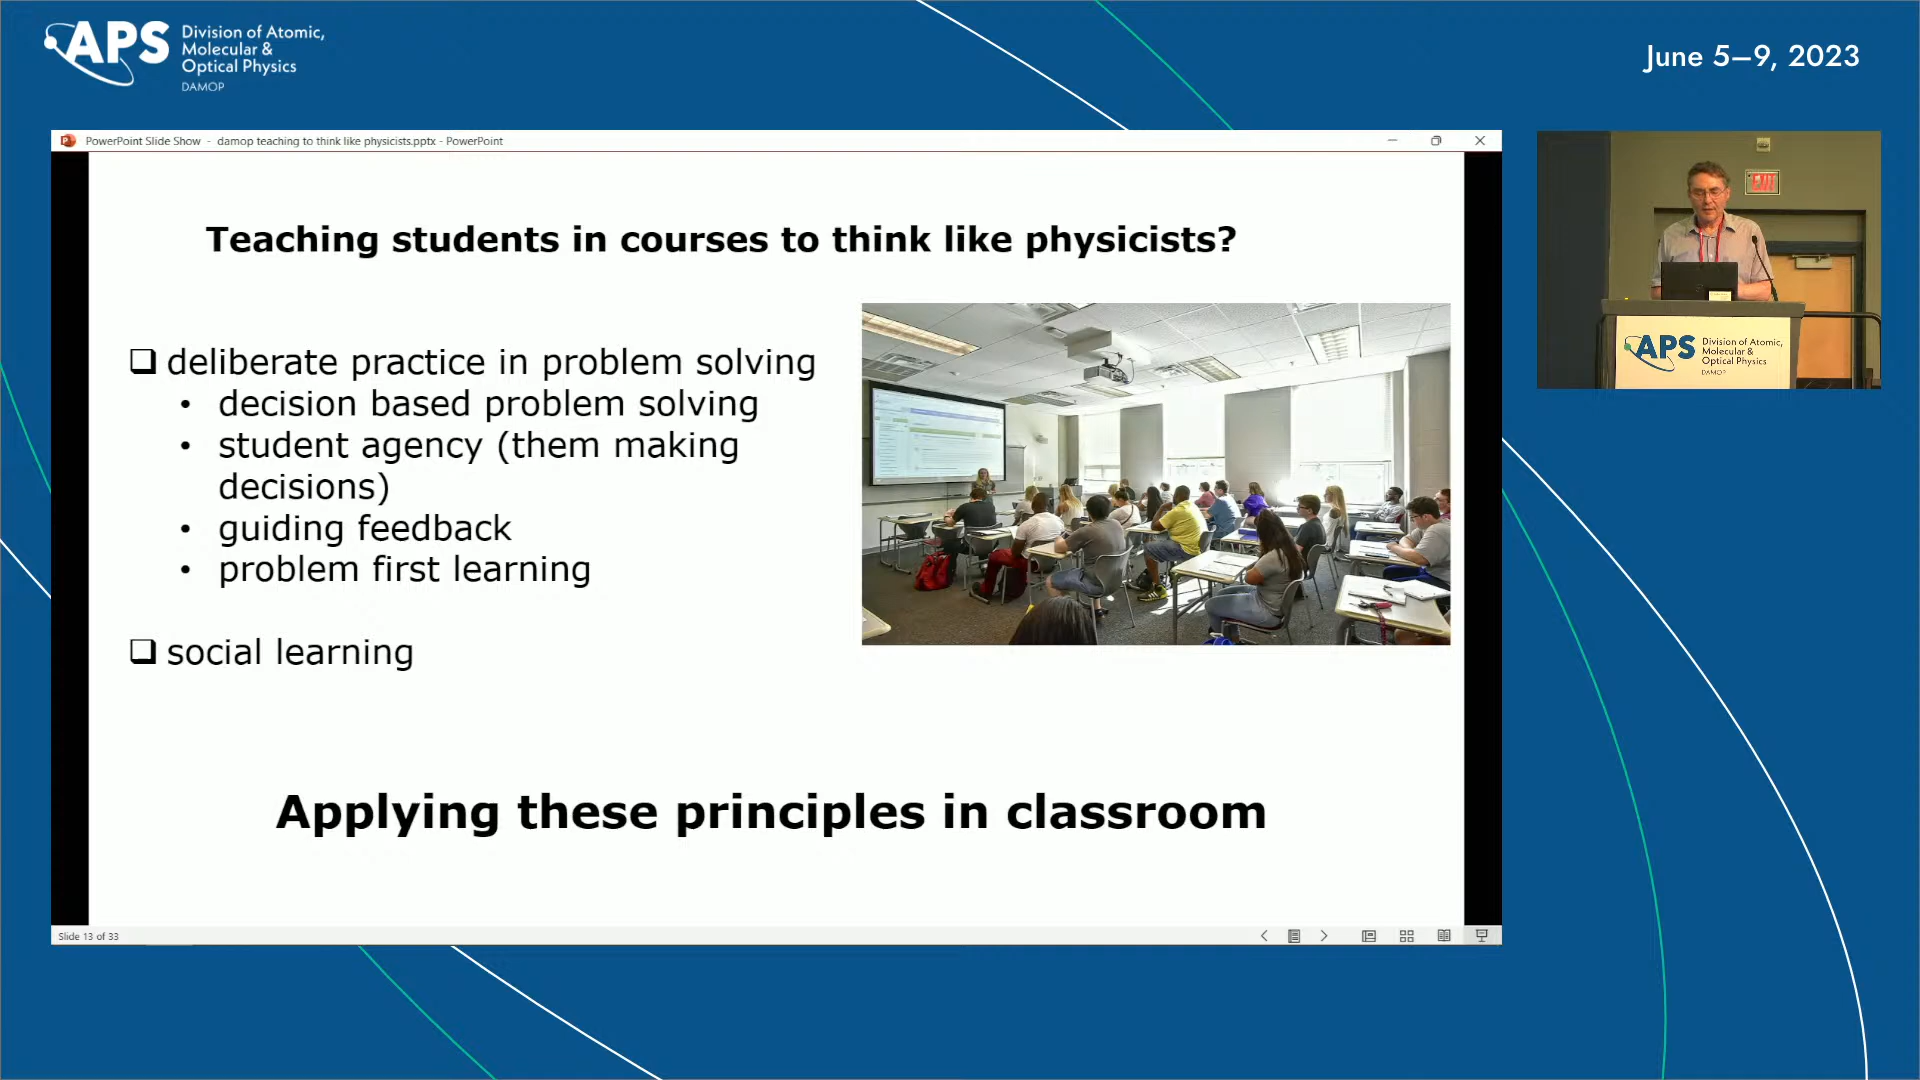 APS
Division of Atomic,
Molecular &
Optical Physics
DAMOP
June 5–9, 2023
PowerPoint Slide Show - damop teaching to think like physicists.pptx - PowerPoint
Teaching students in courses to think like physicists?
❑ deliberate practice in problem solving
• decision based problem solving
• student agency (them making
decisions)
• guiding feedback
• problem first learning
❑ social learning
Applying these principles in classroom
Slide 13 of 33
EXIT
APS
Division of Atomic,
Molecular &
Optical Physics
DAMOP